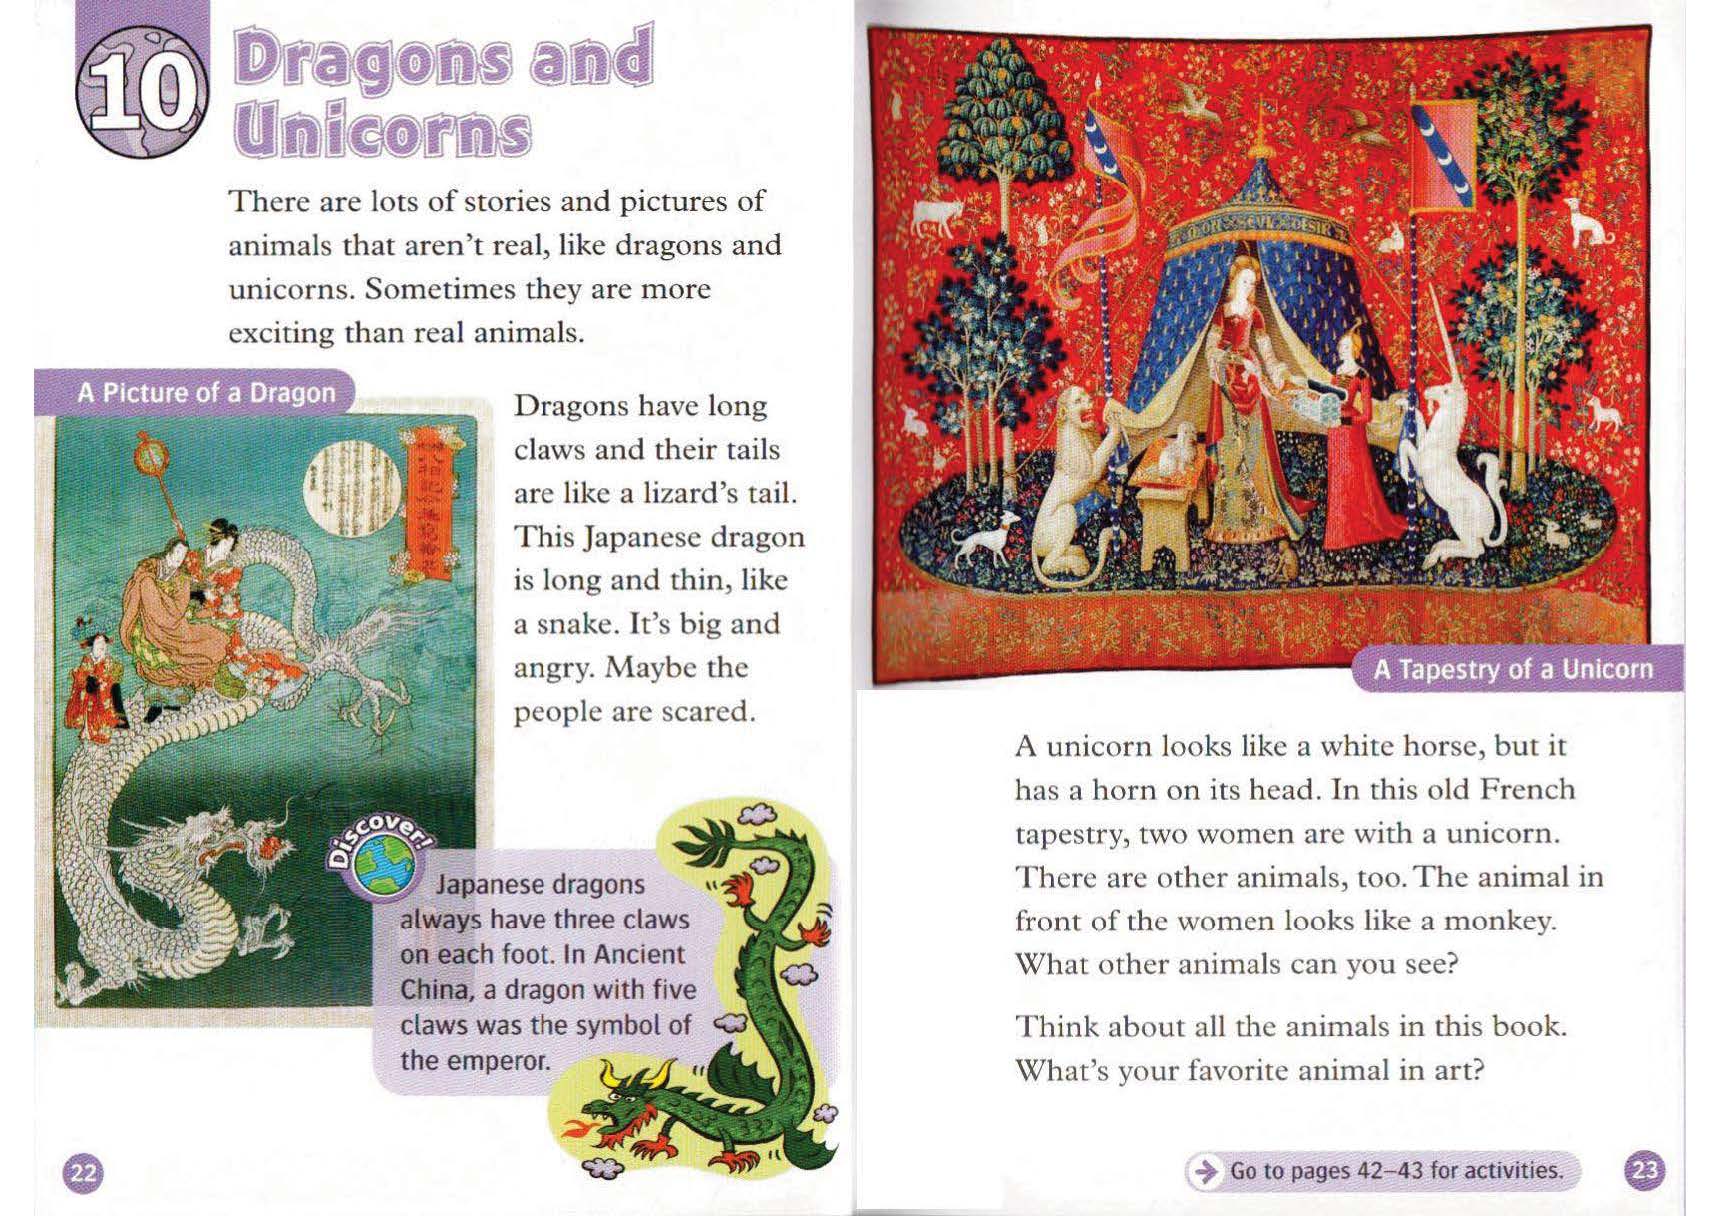 10
Dragons and
Unicorns
There are lots of stories and pictures of
animals that aren't real, like dragons and
unicorns. Sometimes they are more
exciting than real animals.
A Picture of a Dragon
Dragons have long
claws and their tails
are like a lizard's tail.
This Japanese dragon
is long and thin, like
a snake. It's big and
angry. Maybe the
people are scared.
Discover!
Japanese dragons
always have three claws
on each foot. In Ancient
China, a dragon with five
claws was the symbol of
the emperor.
22
A Tapestry of a Unicorn
A unicorn looks like a white horse, but it
has a horn on its head. In this old French
tapestry, two women are with a unicorn.
There are other animals, too. The animal in
front of the women looks like a monkey.
What other animals can you see?
Think about all the animals in this book.
What's your favorite animal in art?
Go to pages 42–43 for activities.
23